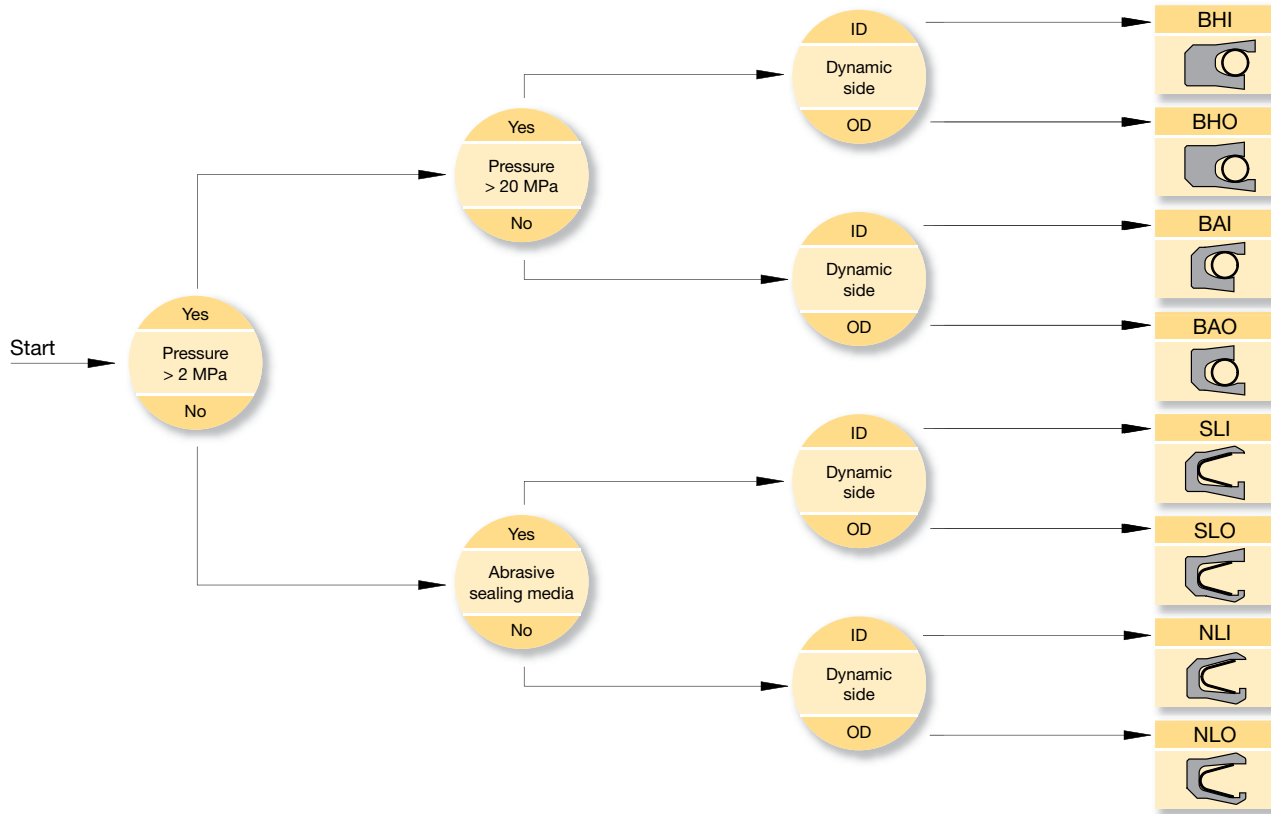 Start
Yes
Pressure
> 2 MPa
No
Yes
Pressure
> 20 MPa
No
Yes
Abrasive
sealing media
No
ID
Dynamic
side
OD
ID
Dynamic
side
OD
ID
Dynamic
side
OD
ID
Dynamic
side
OD
BHI
BHO
BAI
BAO
SLI
SLO
NLI
NLO